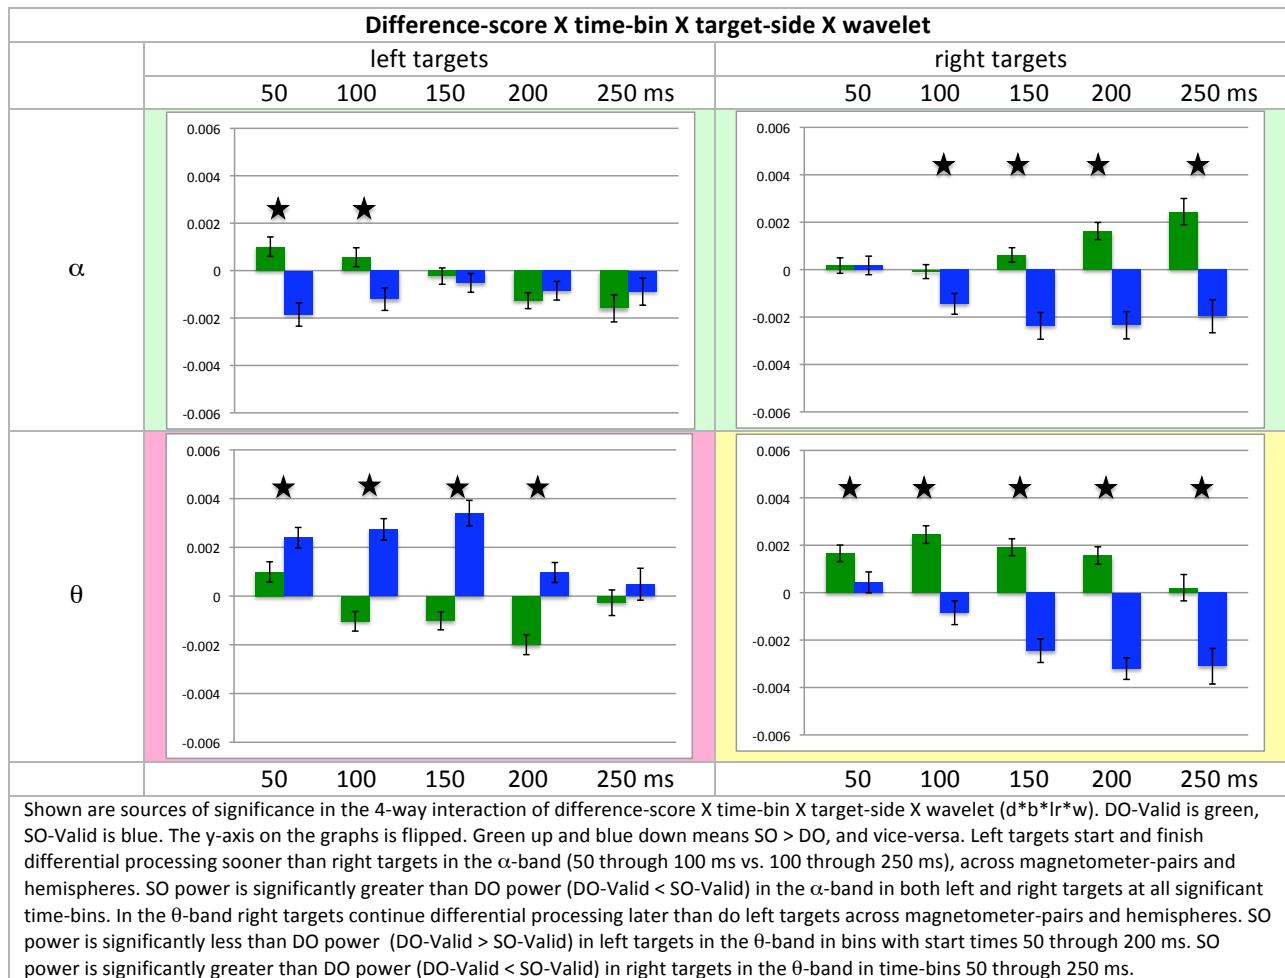 Difference-score X time-bin X target-side X wavelet
left targets
right targets
50 100 150 200 250 ms
50 100 150 200 250 ms
α
0.006
0.004
0.002
0
-0.002
-0.004
-0.006
0.006
0.004
0.002
0
-0.002
-0.004
-0.006
θ
0.006
0.004
0.002
0
-0.002
-0.004
-0.006
0.006
0.004
0.002
0
-0.002
-0.004
-0.006
50 100 150 200 250 ms
50 100 150 200 250 ms
Shown are sources of significance in the 4-way interaction of difference-score X time-bin X target-side X wavelet (d*b*lr*w). DO-Valid is green,
SO-Valid is blue. The y-axis on the graphs is flipped. Green up and blue down means SO > DO, and vice-versa. Left targets start and finish
differential processing sooner than right targets in the α-band (50 through 100 ms vs. 100 through 250 ms), across magnetometer-pairs and
hemispheres. SO power is significantly greater than DO power (DO-Valid < SO-Valid) in the α-band in both left and right targets at all significant
time-bins. In the θ-band right targets continue differential processing later than do left targets across magnetometer-pairs and hemispheres. SO
power is significantly less than DO power (DO-Valid > SO-Valid) in left targets in the θ-band in bins with start times 50 through 200 ms. SO
power is significantly greater than DO power (DO-Valid < SO-Valid) in right targets in the θ-band in time-bins 50 through 250 ms.